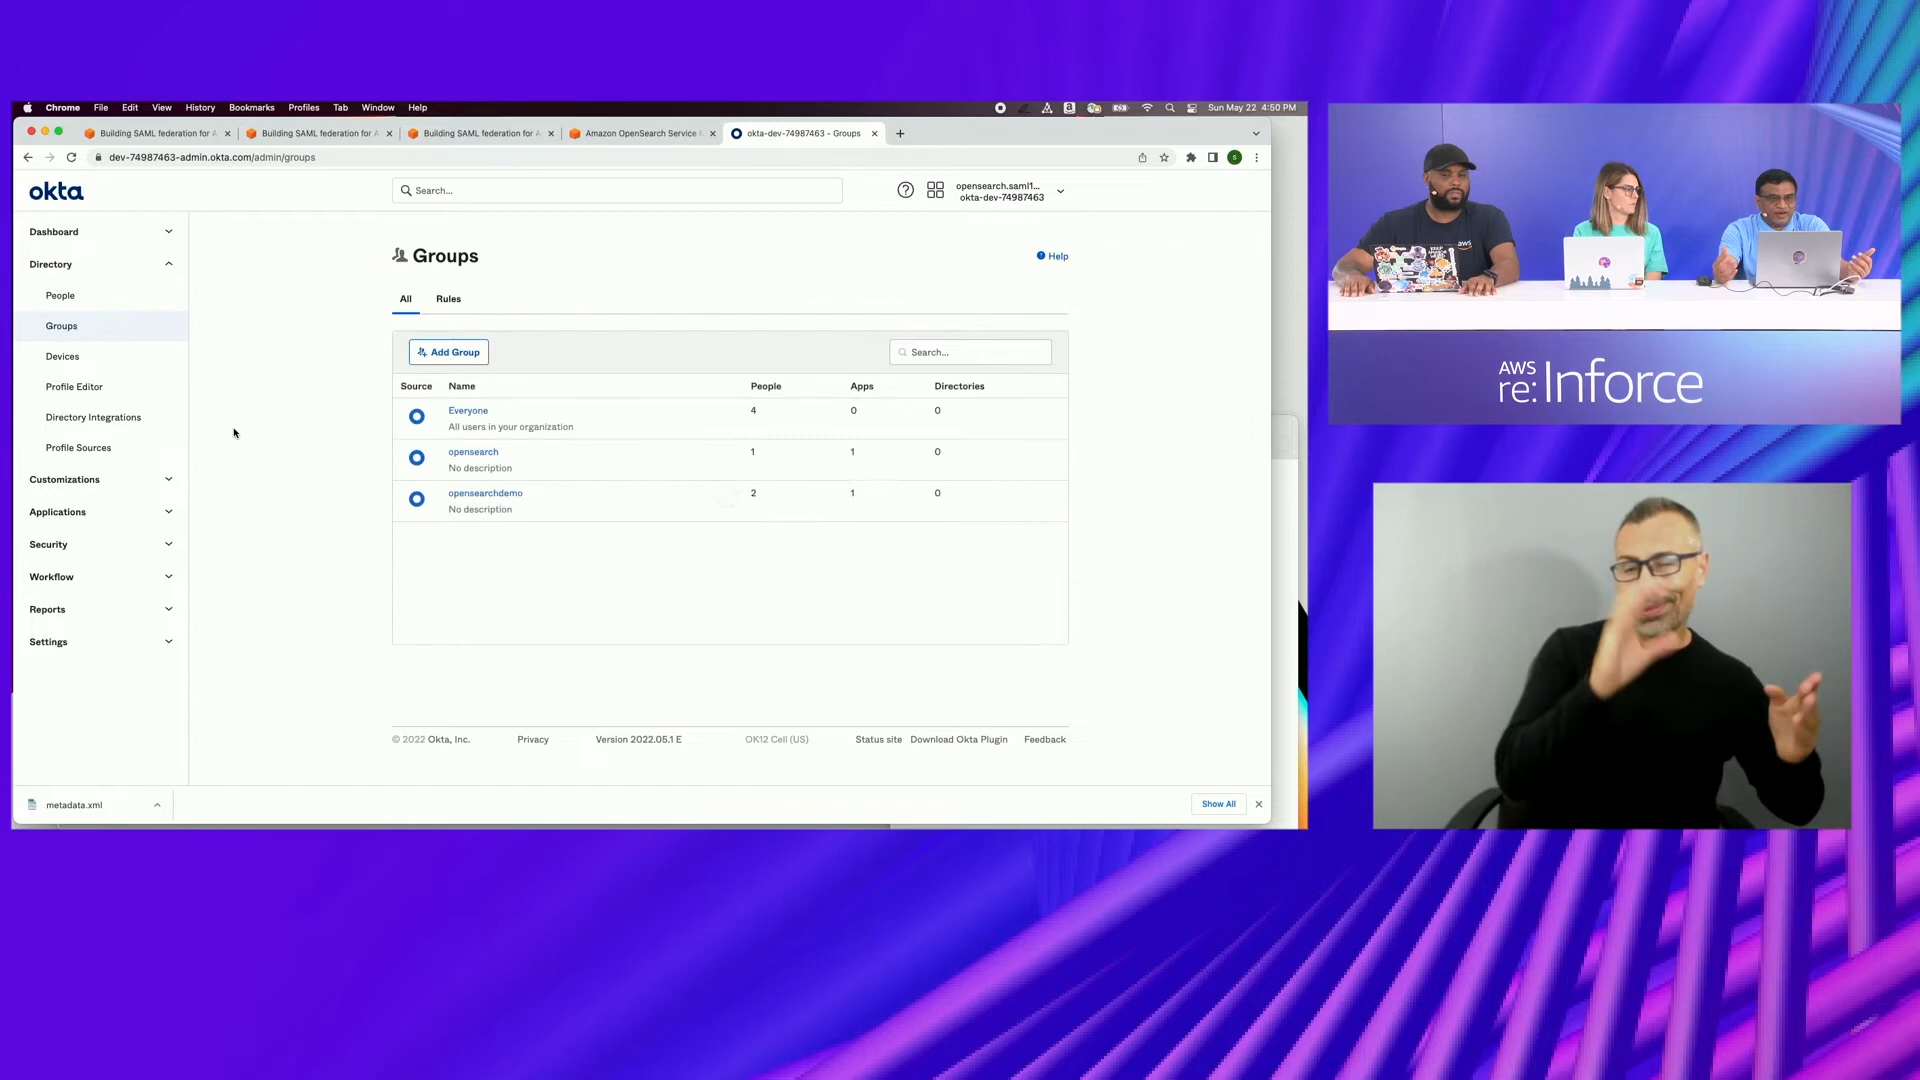 Chrome File Edit View History Bookmarks Profiles Tab Window Help
Sun May 22 4:50 PM
Building SAML federation for A
Building SAML federation for A
Building SAML federation for A
Amazon OpenSearch Service
okta-dev-74987463 - Groups
dev-74987463-admin.okta.com/admin/groups
okta
Search...
opensearch.saml1...
okta-dev-74987463
Dashboard
Directory
People
Groups
Devices
Profile Editor
Directory Integrations
Profile Sources
Customizations
Applications
Security
Workflow
Reports
Settings
Groups
Help
All Rules
Add Group
Search...
Source Name People Apps Directories
Everyone 4 0 0
All users in your organization
opensearch 1 1 0
No description
opensearchdemo 2 1 0
No description
© 2022 Okta, Inc. Privacy Version 2022.05.1 E OK12 Cell (US) Status site Download Okta Plugin Feedback
metadata.xml
Show All
aws
AWS
re:Inforce